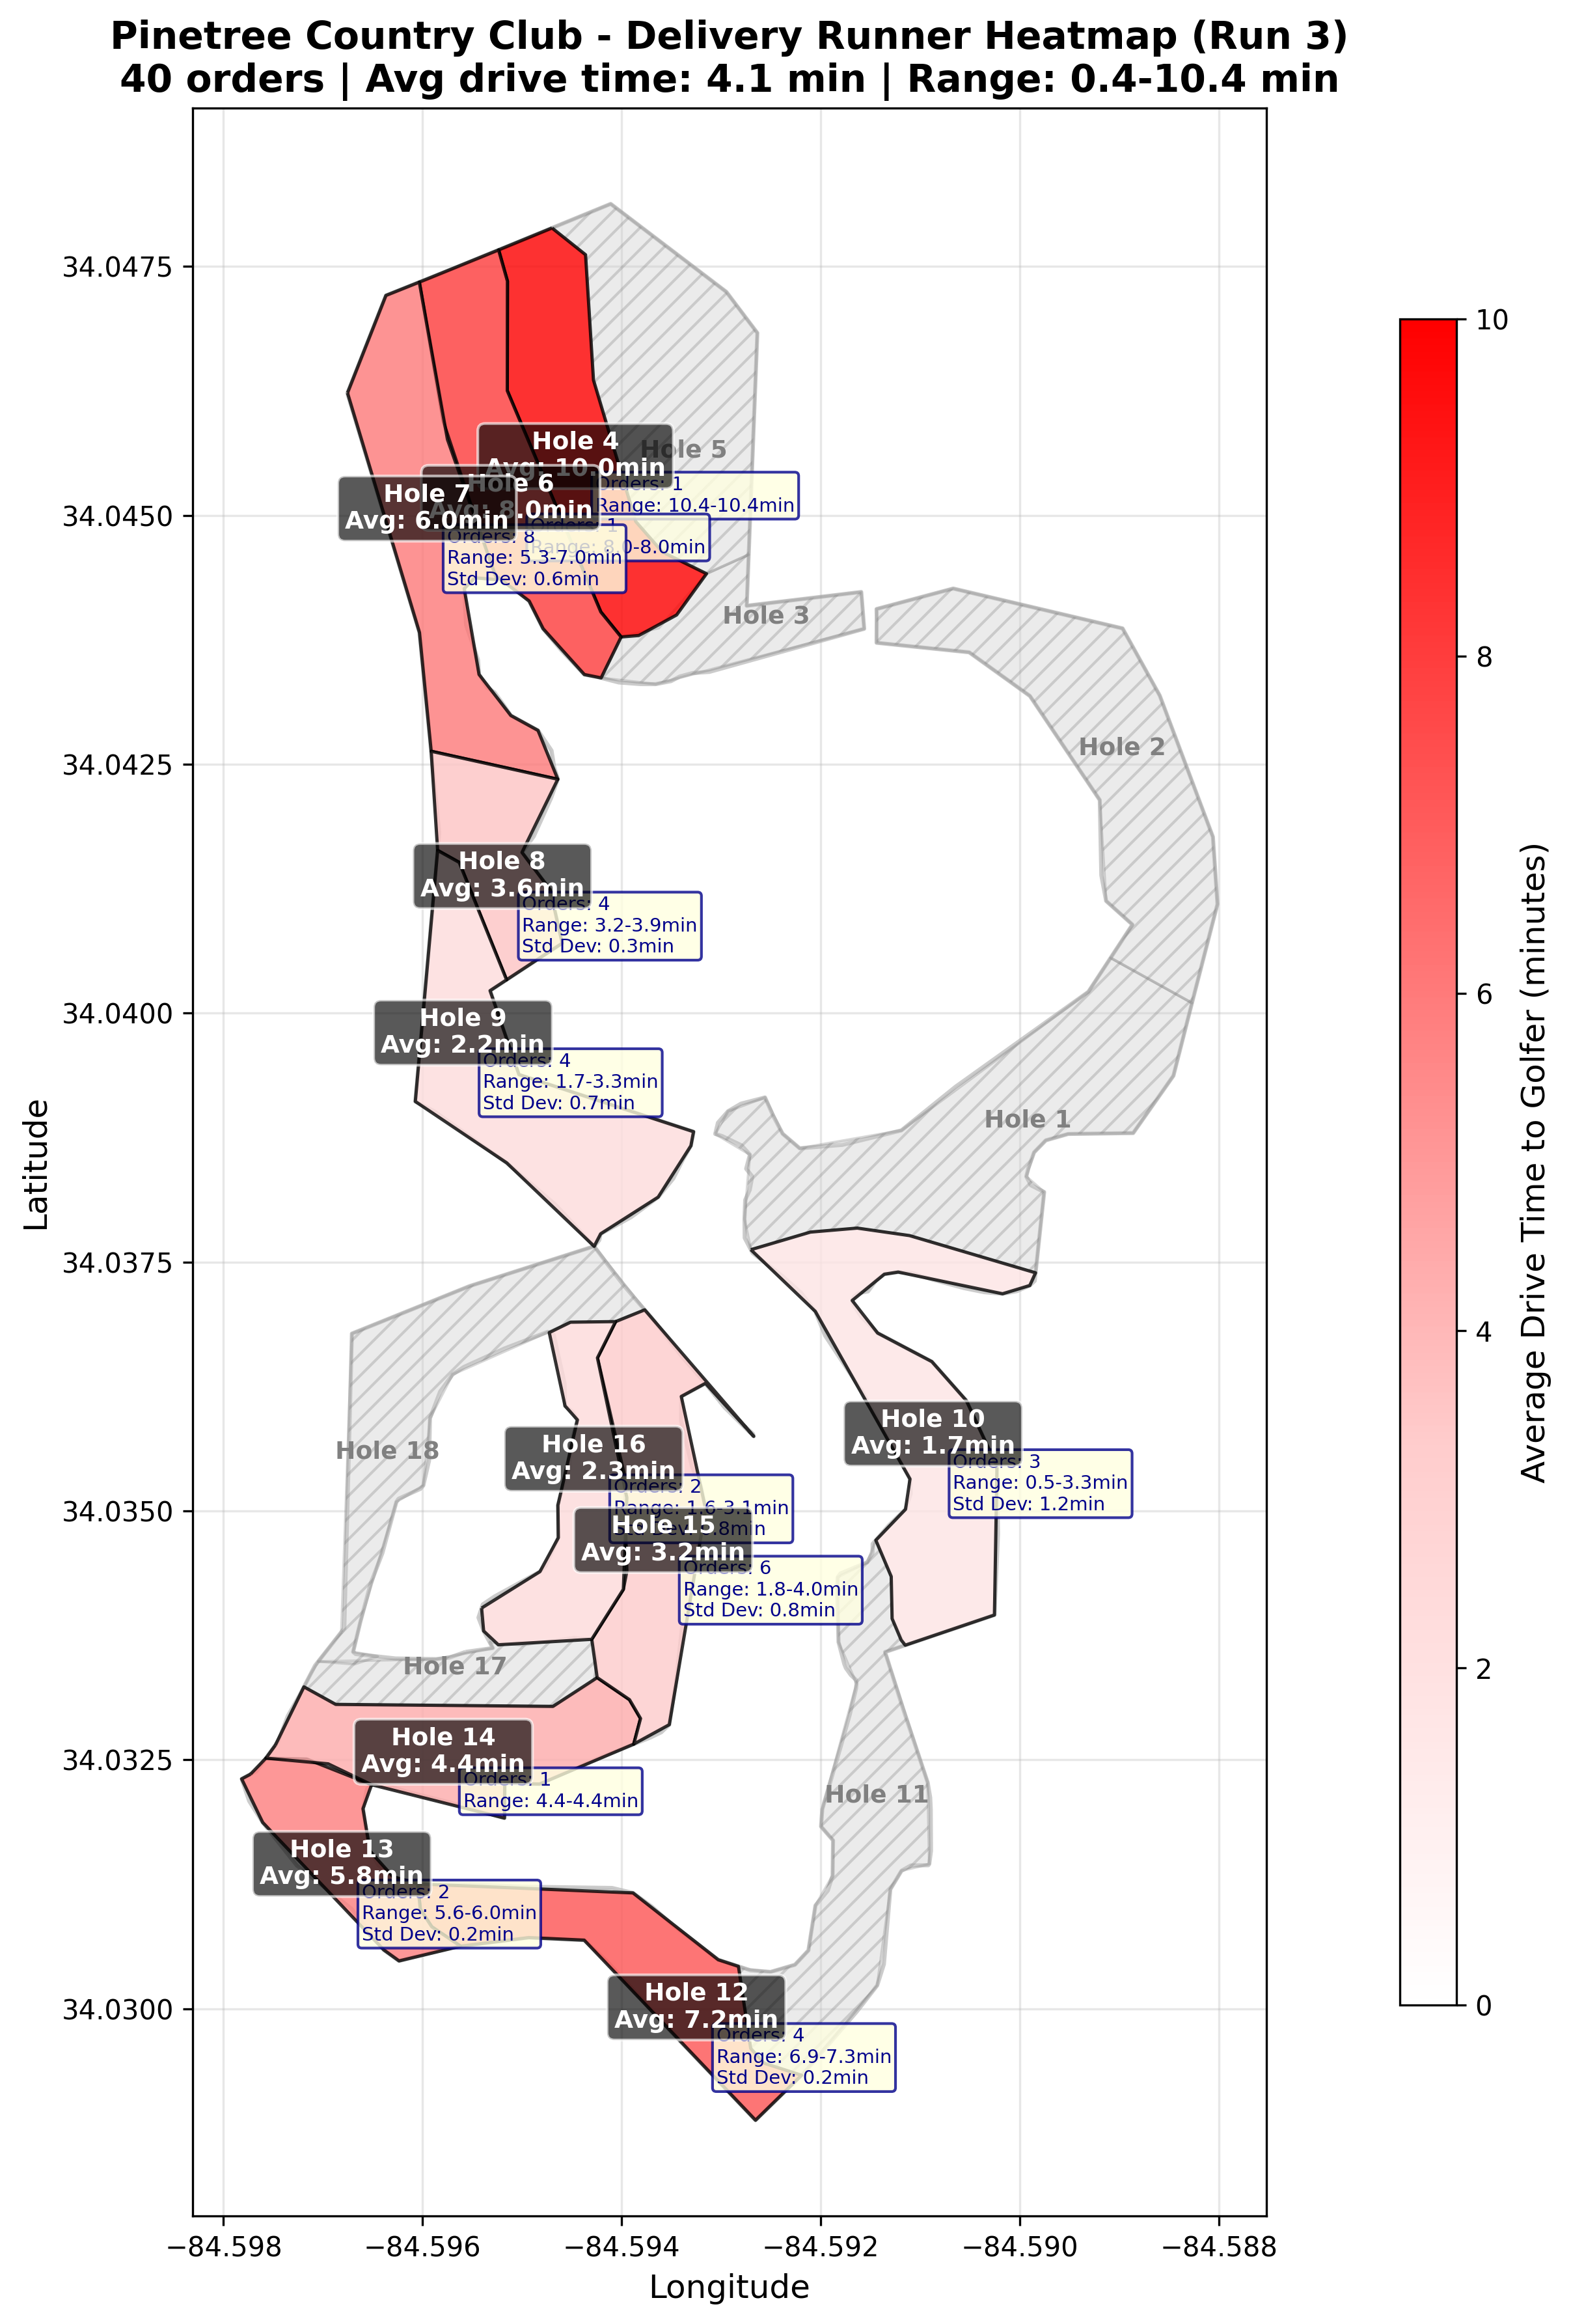 Pinetree Country Club - Delivery Runner Heatmap (Run 3)
40 orders | Avg drive time: 4.1 min | Range: 0.4-10.4 min
34.0475
34.0450
34.0425
34.0400
34.0375
34.0350
34.0325
34.0300
Latitude
−84.598
−84.596
−84.594
−84.592
−84.590
−84.588
Longitude
Hole 4
Avg: 10.0min
Orders: 1
Range: 10.4-10.4min
Hole 5
Hole 6
Avg: 8.0min
Orders: 1
Range: 8.0-8.0min
Hole 7
Avg: 6.0min
Orders: 8
Range: 5.3-7.0min
Std Dev: 0.6min
Hole 3
Hole 2
Hole 8
Avg: 3.6min
Orders: 4
Range: 3.2-3.9min
Std Dev: 0.3min
Hole 9
Avg: 2.2min
Orders: 4
Range: 1.7-3.3min
Std Dev: 0.7min
Hole 1
Hole 10
Avg: 1.7min
Orders: 3
Range: 0.5-3.3min
Std Dev: 1.2min
Hole 18
Hole 16
Avg: 2.3min
Orders: 2
Range: 1.6-3.1min
Std Dev: 0.8min
Hole 15
Avg: 3.2min
Orders: 6
Range: 1.8-4.0min
Std Dev: 0.8min
Hole 17
Hole 14
Avg: 4.4min
Orders: 1
Range: 4.4-4.4min
Hole 11
Hole 13
Avg: 5.8min
Orders: 2
Range: 5.6-6.0min
Std Dev: 0.2min
Hole 12
Avg: 7.2min
Orders: 4
Range: 6.9-7.3min
Std Dev: 0.2min
10
8
6
4
2
0
Average Drive Time to Golfer (minutes)